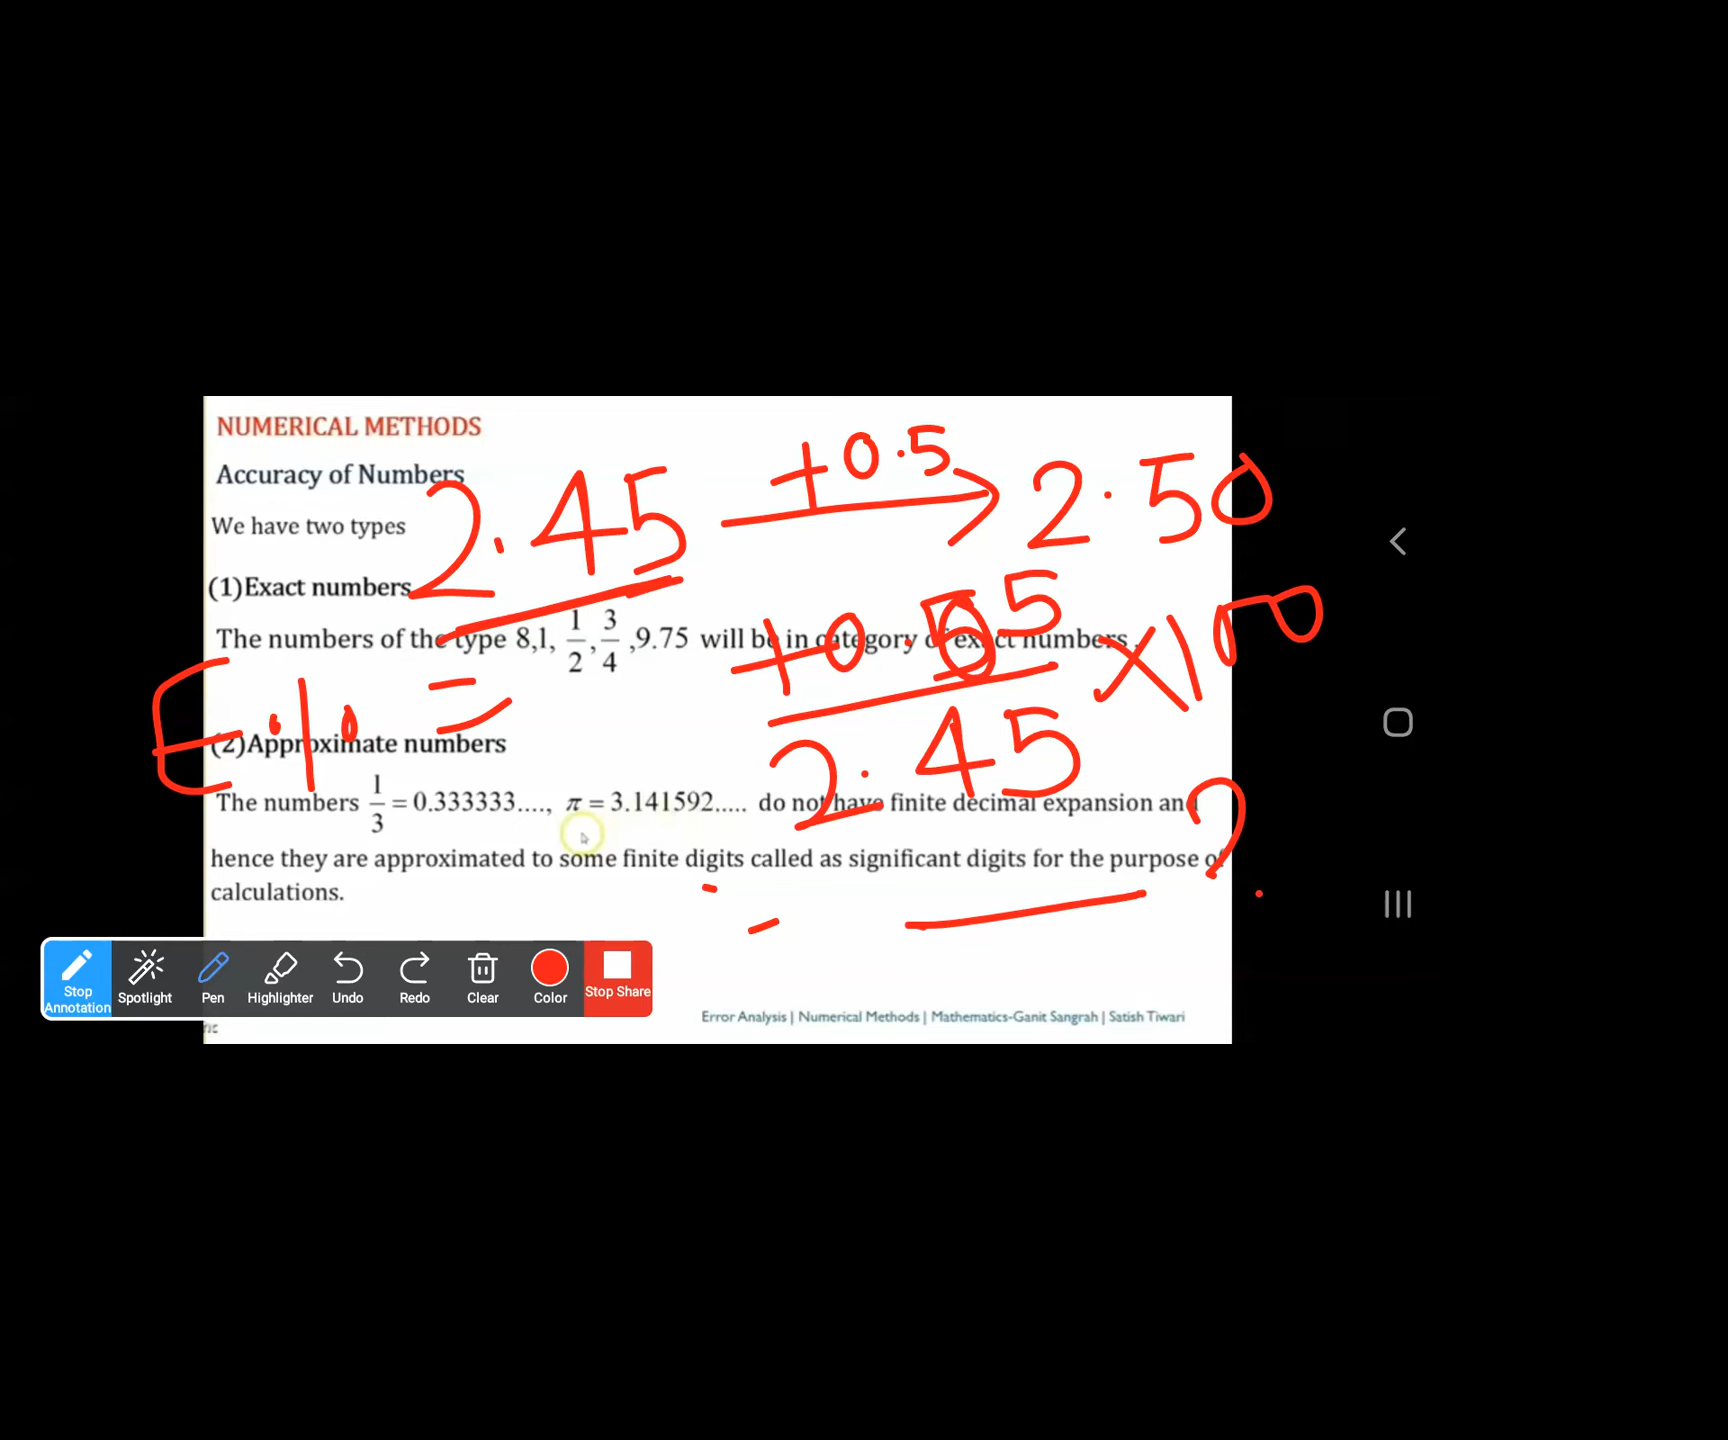 NUMERICAL METHODS
+0.5
Accuracy of Numbers
2.45
2.50
We have two types
(1)Exact numbers
The numbers of the type 8,1, 1/2, 3/4, 9.75 will be in category of exact numbers.
+0. 5
×100
E% =
2.45
(2)Approximate numbers
The numbers 1/3 = 0.333333...., π = 3.141592..... do not have finite decimal expansion and
?
hence they are approximated to some finite digits called as significant digits for the purpose of
calculations.
Stop Annotation
Spotlight
Pen
Highlighter
Undo
Redo
Clear
Color
Stop Share
Error Analysis | Numerical Methods | Mathematics-Ganit Sangrah | Satish Tiwari